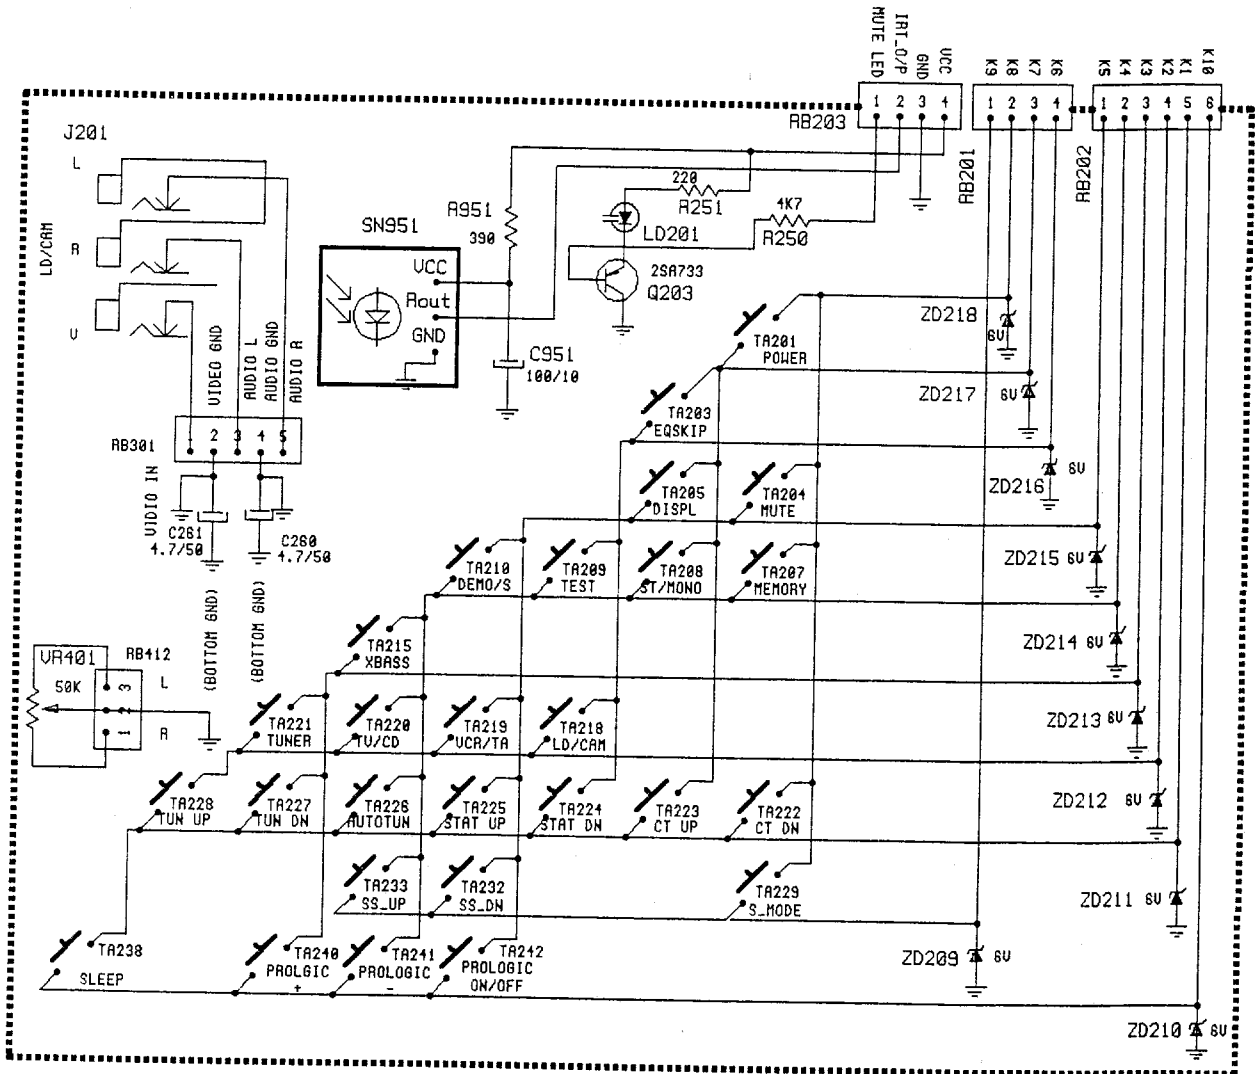 MUTE LED
IRT_O/P
GND
VCC
K9
K8
K7
K6
K5
K4
K3
K2
K1
K10
1 2 3 4
1 2 3 4
1 2 3 4 5 6
RB203
RB201
RB202
J201
L
LD/CAM
R
V
SN951
VCC
Rout
GND
R951
390
220
R251
4K7
R250
LD201
2SA733
Q203
C951
100/10
VIDEO GND
AUDIO L
AUDIO GND
AUDIO R
RB301
1 2 3 4 5
VIDIO IN
C261
4.7/50
C260
4.7/50
(BOTTOM GND)
(BOTTOM GND)
VR401
50K
RB412
3
2
1
L
R
TA201
POWER
ZD218
6V
TA203
EQSKIP
ZD217
6V
TA205
DISPL
TA204
MUTE
ZD216
6V
TA210
DEMO/S
TA209
TEST
TA208
ST/MONO
TA207
MEMORY
ZD215
6V
TA215
XBASS
ZD214
6V
TA221
TUNER
TA220
TV/CD
TA219
VCR/TA
TA218
LD/CAM
ZD213
6V
TA228
TUN UP
TA227
TUN DN
TA226
AUTOTUN
TA225
STAT UP
TA224
STAT DN
TA223
CT UP
TA222
CT DN
ZD212
6V
TA233
SS_UP
TA232
SS_DN
TA229
S_MODE
ZD211
6V
TA238
SLEEP
TA240
PROLGIC
+
TA241
PROLOGIC
-
TA242
PROLOGIC
ON/OFF
ZD209
6V
ZD210
6V